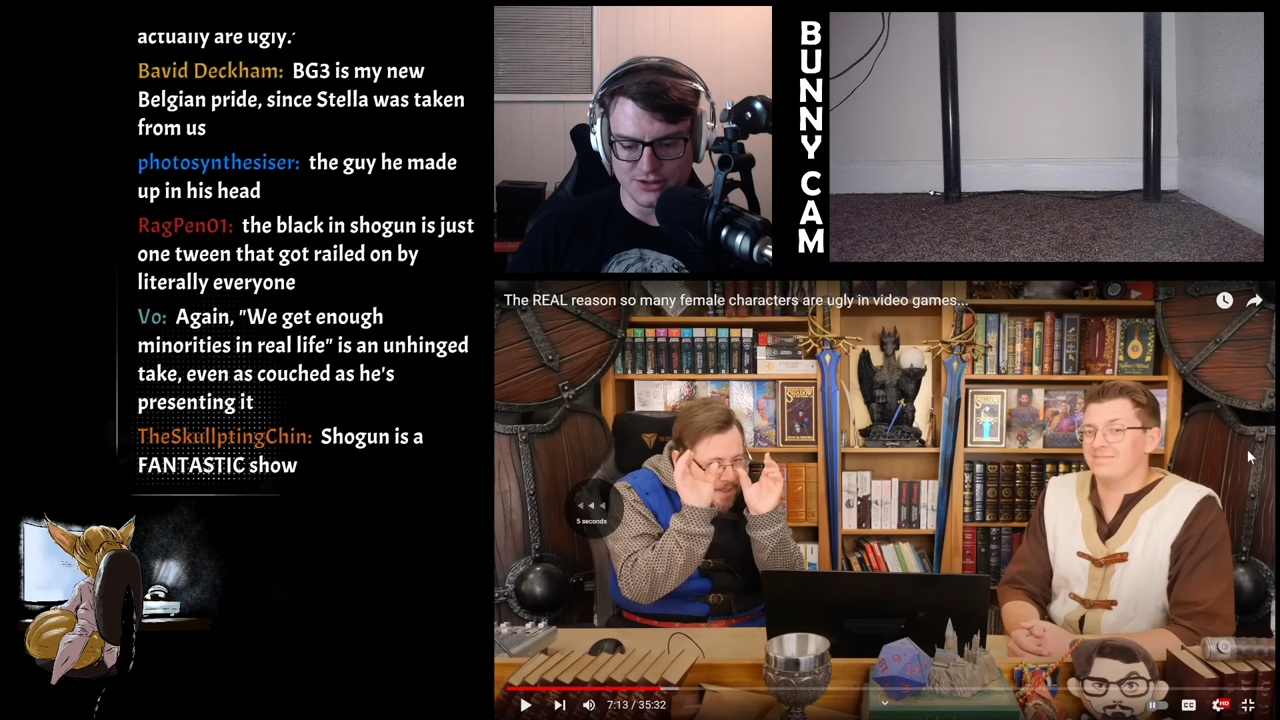 actually are ugly.'
Bavid Deckham: BG3 is my new
Belgian pride, since Stella was taken
from us
photosynthesiser: the guy he made
up in his head
RagPen01: the black in shogun is just
one tween that got railed on by
literally everyone
Vo: Again, "We get enough
minorities in real life" is an unhinged
take, even as couched as he's
presenting it
TheSkullptingChin: Shogun is a
FANTASTIC show
BUNNY CAM
The REAL reason so many female characters are ugly in video games...
5 seconds
7:13 / 35:32
CC
HD